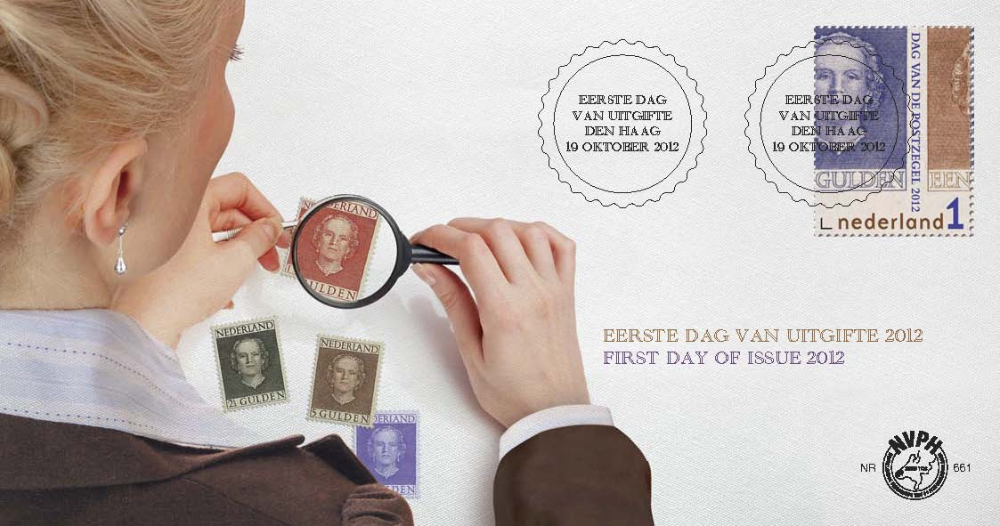 EERSTE DAG
VAN UITGIFTE
DEN HAAG
19 OKTOBER 2012
EERSTE DAG
VAN UITGIFTE
DEN HAAG
19 OKTOBER 2012
DAG VAN DE POSTZEGEL 2012
GULDEN
EEN
nederland 1
NEDERLAND
GULDEN
NEDERLAND
2½ GULDEN
NEDERLAND
5 GULDEN
DERLAND
LDEN
EERSTE DAG VAN UITGIFTE 2012
FIRST DAY OF ISSUE 2012
NVPH
NR 661